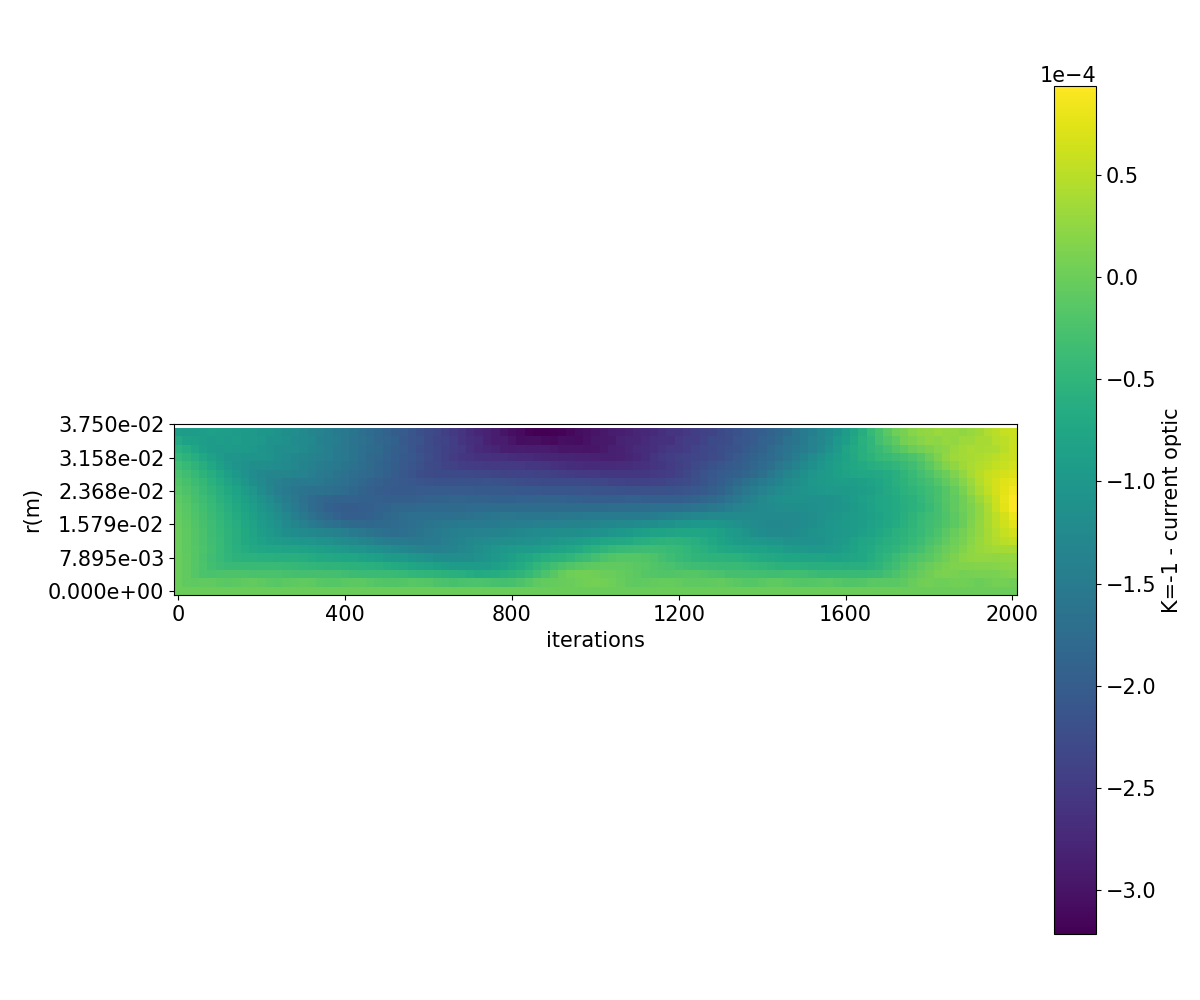 1e−4
0.5
0.0
−0.5
−1.0
−1.5
−2.0
−2.5
−3.0
K=-1 - current optic
3.750e-02
3.158e-02
2.368e-02
1.579e-02
7.895e-03
0.000e+00
r(m)
0 400 800 1200 1600 2000
iterations